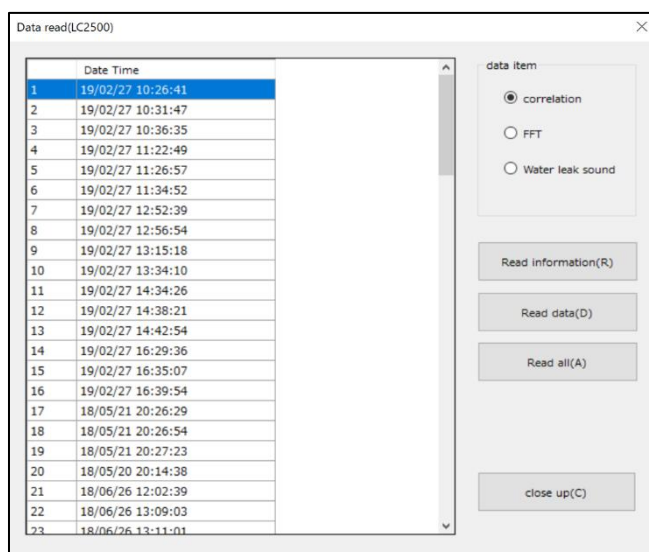 Data read(LC2500)
Date Time
1 19/02/27 10:26:41
2 19/02/27 10:31:47
3 19/02/27 10:36:35
4 19/02/27 11:22:49
5 19/02/27 11:26:57
6 19/02/27 11:34:52
7 19/02/27 12:52:39
8 19/02/27 12:56:54
9 19/02/27 13:15:18
10 19/02/27 13:34:10
11 19/02/27 14:34:26
12 19/02/27 14:38:21
13 19/02/27 14:42:54
14 19/02/27 16:29:36
15 19/02/27 16:35:07
16 19/02/27 16:39:54
17 18/05/21 20:26:29
18 18/05/21 20:26:54
19 18/05/21 20:27:23
20 18/05/20 20:14:38
21 18/06/26 12:02:39
22 18/06/26 13:09:03
23 18/06/26 13:11:01
data item
correlation
FFT
Water leak sound
Read information(R)
Read data(D)
Read all(A)
close up(C)